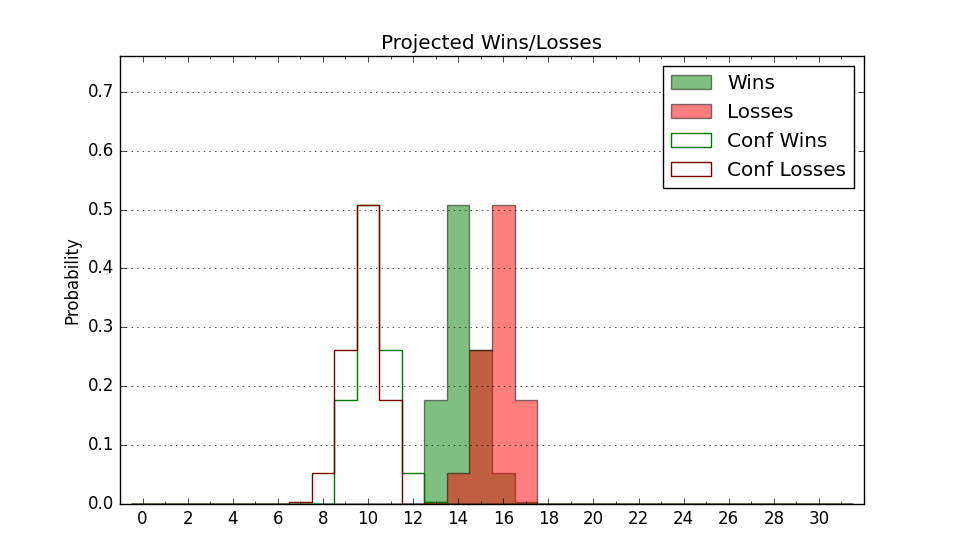 Projected Wins/Losses
Wins
Losses
Conf Wins
Conf Losses
Probability
0.7
0.6
0.5
0.4
0.3
0.2
0.1
0.0
0 2 4 6 8 10 12 14 16 18 20 22 24 26 28 30